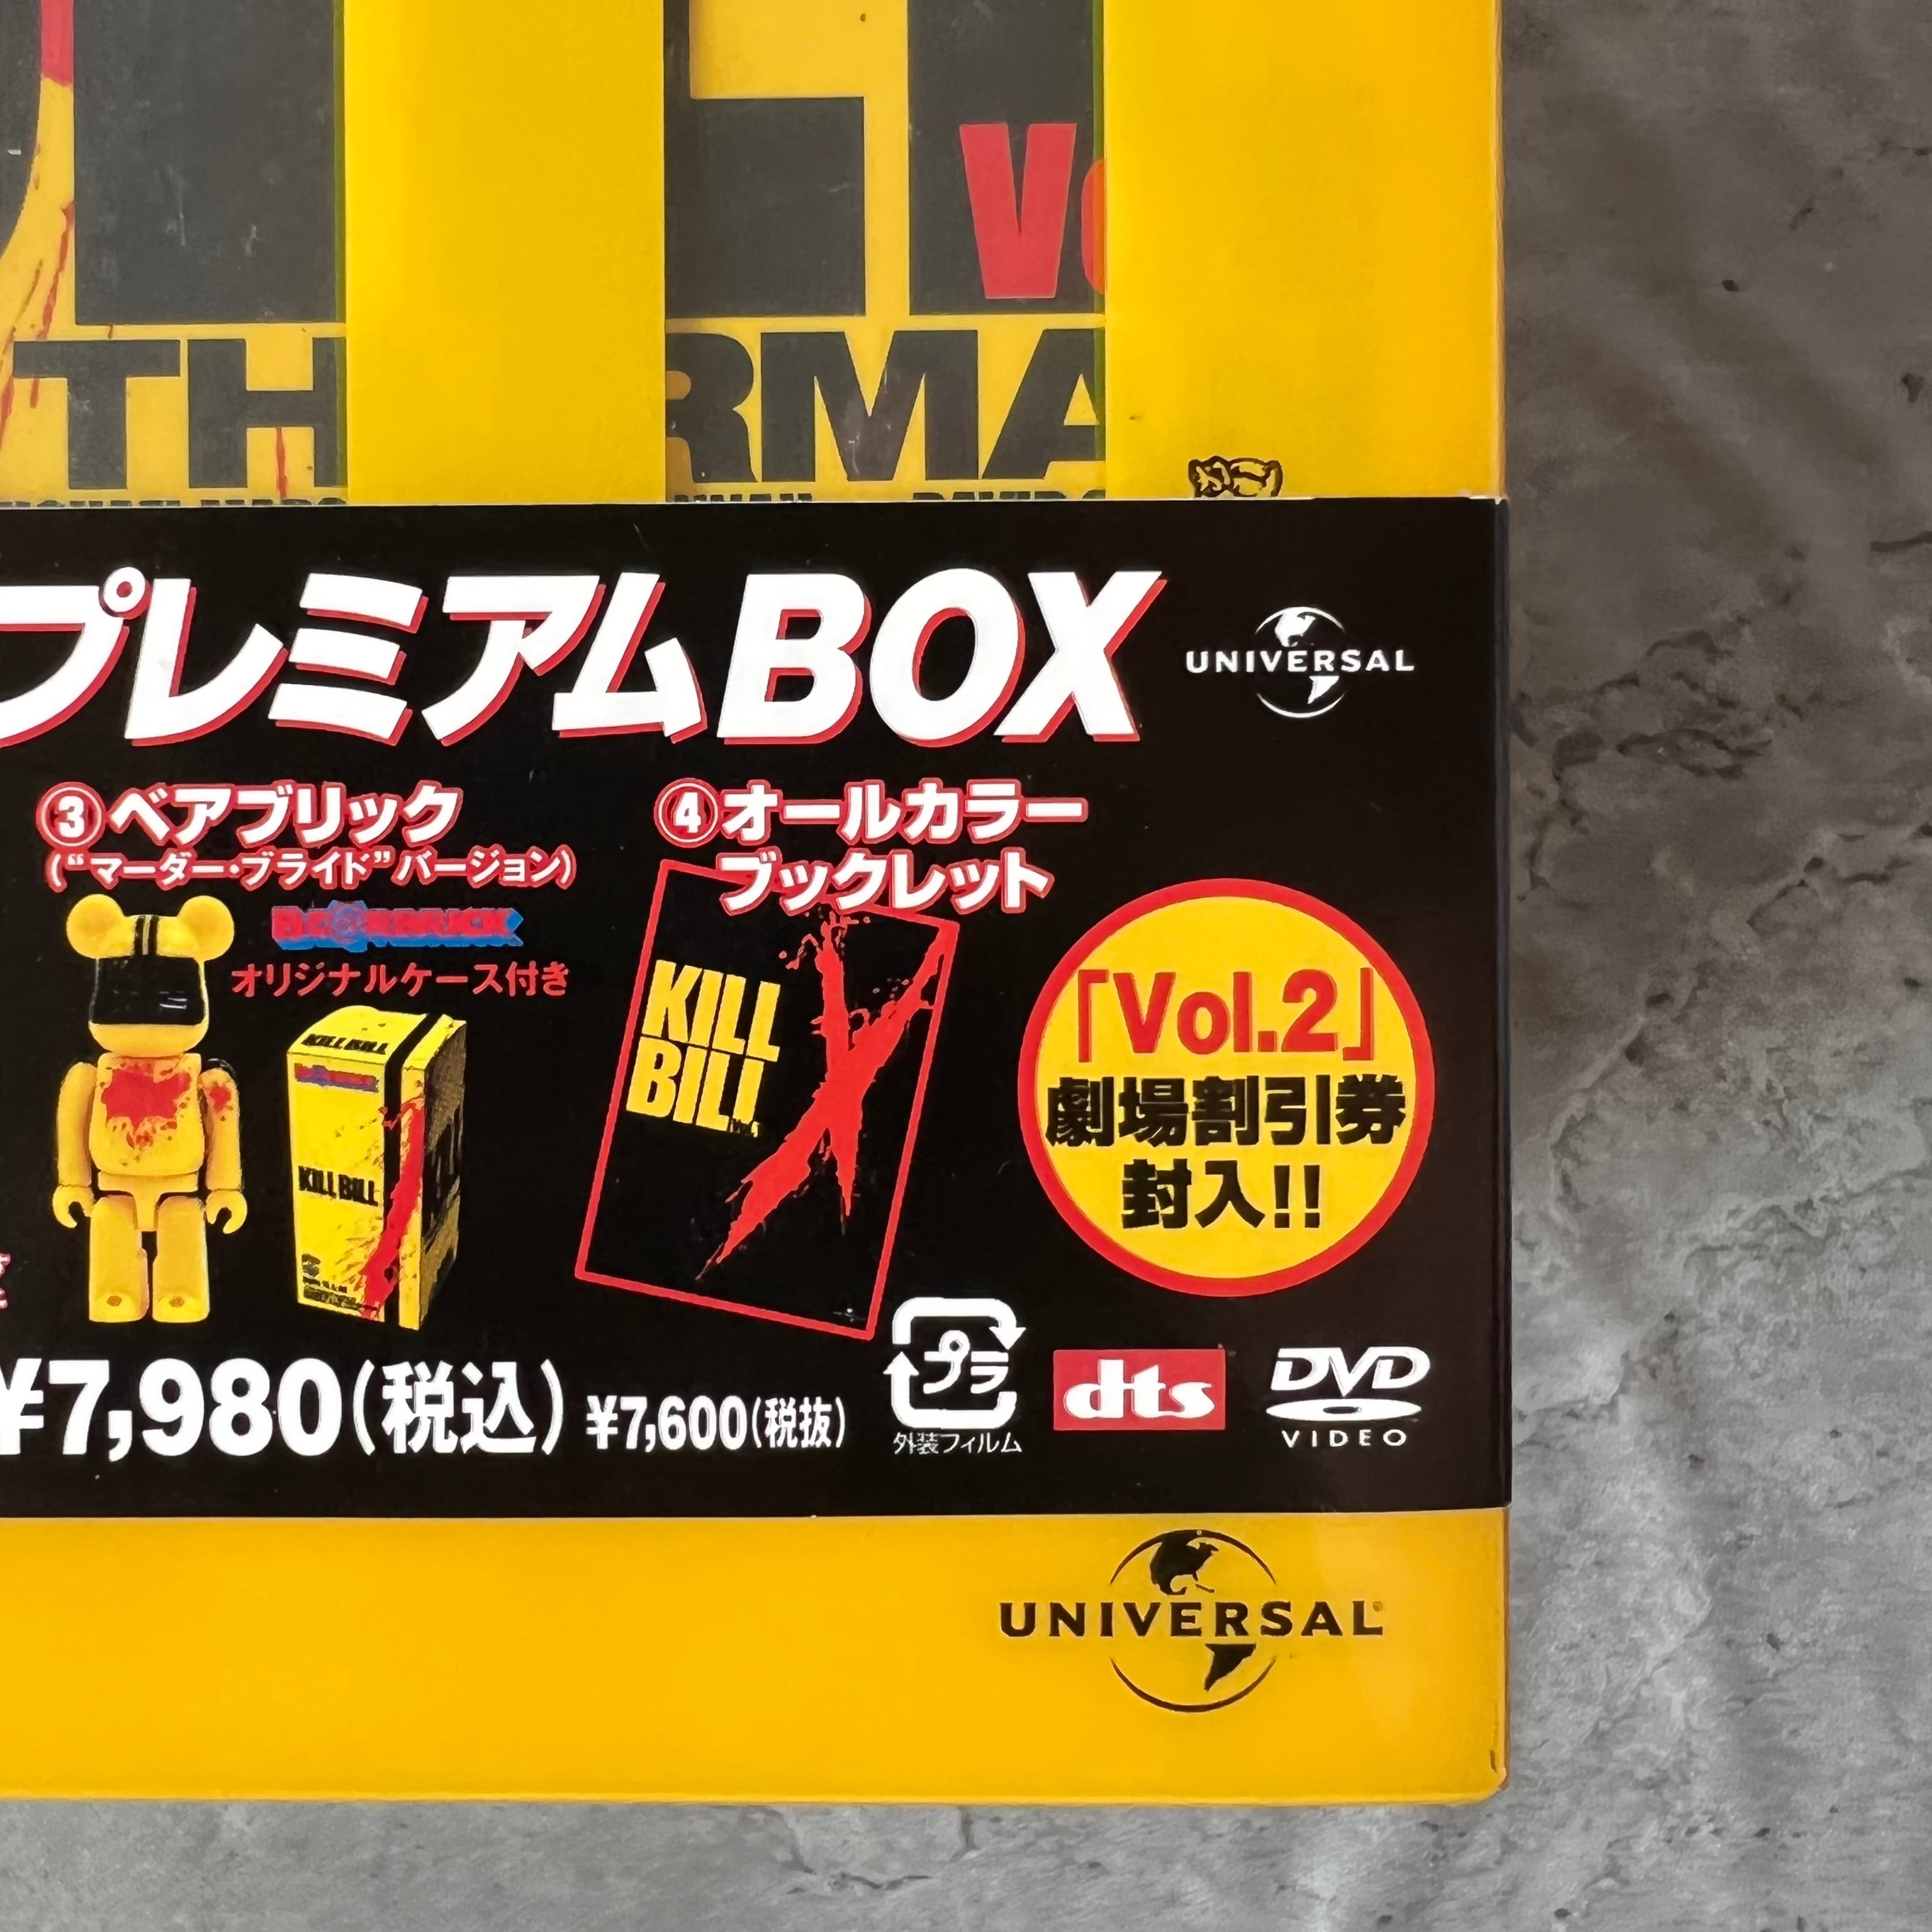 V
TH
RMA
プレミアムBOX
UNIVERSAL
③ベアブリック
("マーダー・ブライド"バージョン)
BE@RBRICK
オリジナルケース付き
KILL BILL
KILL BILL
④オールカラー
ブックレット
KILL
BILL
「Vol.2」
劇場割引券
封入!!
¥7,980(税込)
¥7,600(税抜)
プラ
外装フィルム
dts
DVD
VIDEO
UNIVERSAL